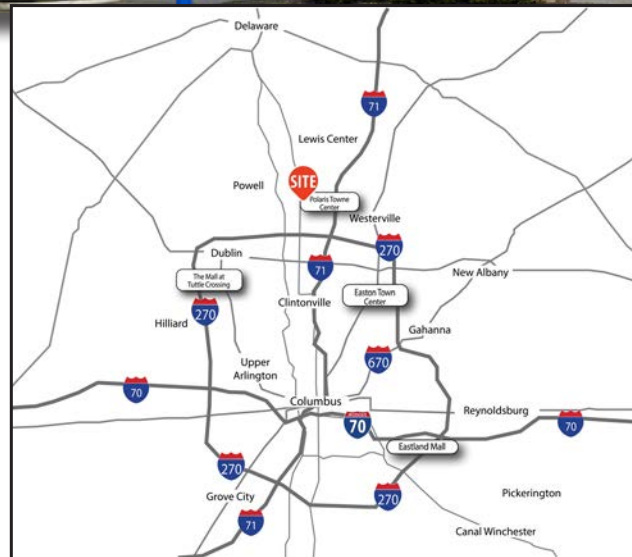 Delaware
71
Lewis Center
SITE
Powell
Polaris Towne
Center
Westerville
270
Dublin
71
New Albany
The Mall at
Tuttle Crossing
Easton Town
Center
Clintonville
270
Hilliard
Gahanna
670
Upper
Arlington
70
Columbus
Reynoldsburg
70
70
Eastland Mall
270
Grove City
270
Pickerington
71
Canal Winchester